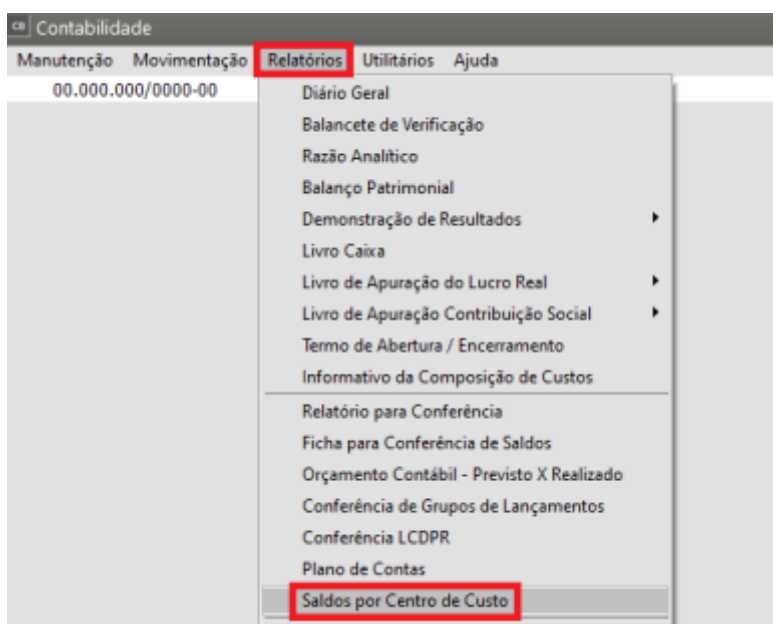 CB Contabilidade
Manutenção Movimentação Relatórios Utilitários Ajuda
00.000.000/0000-00
Diário Geral
Balancete de Verificação
Razão Analítico
Balanço Patrimonial
Demonstração de Resultados
Livro Caixa
Livro de Apuração do Lucro Real
Livro de Apuração Contribuição Social
Termo de Abertura / Encerramento
Informativo da Composição de Custos
Relatório para Conferência
Ficha para Conferência de Saldos
Orçamento Contábil - Previsto X Realizado
Conferência de Grupos de Lançamentos
Conferência LCDPR
Plano de Contas
Saldos por Centro de Custo